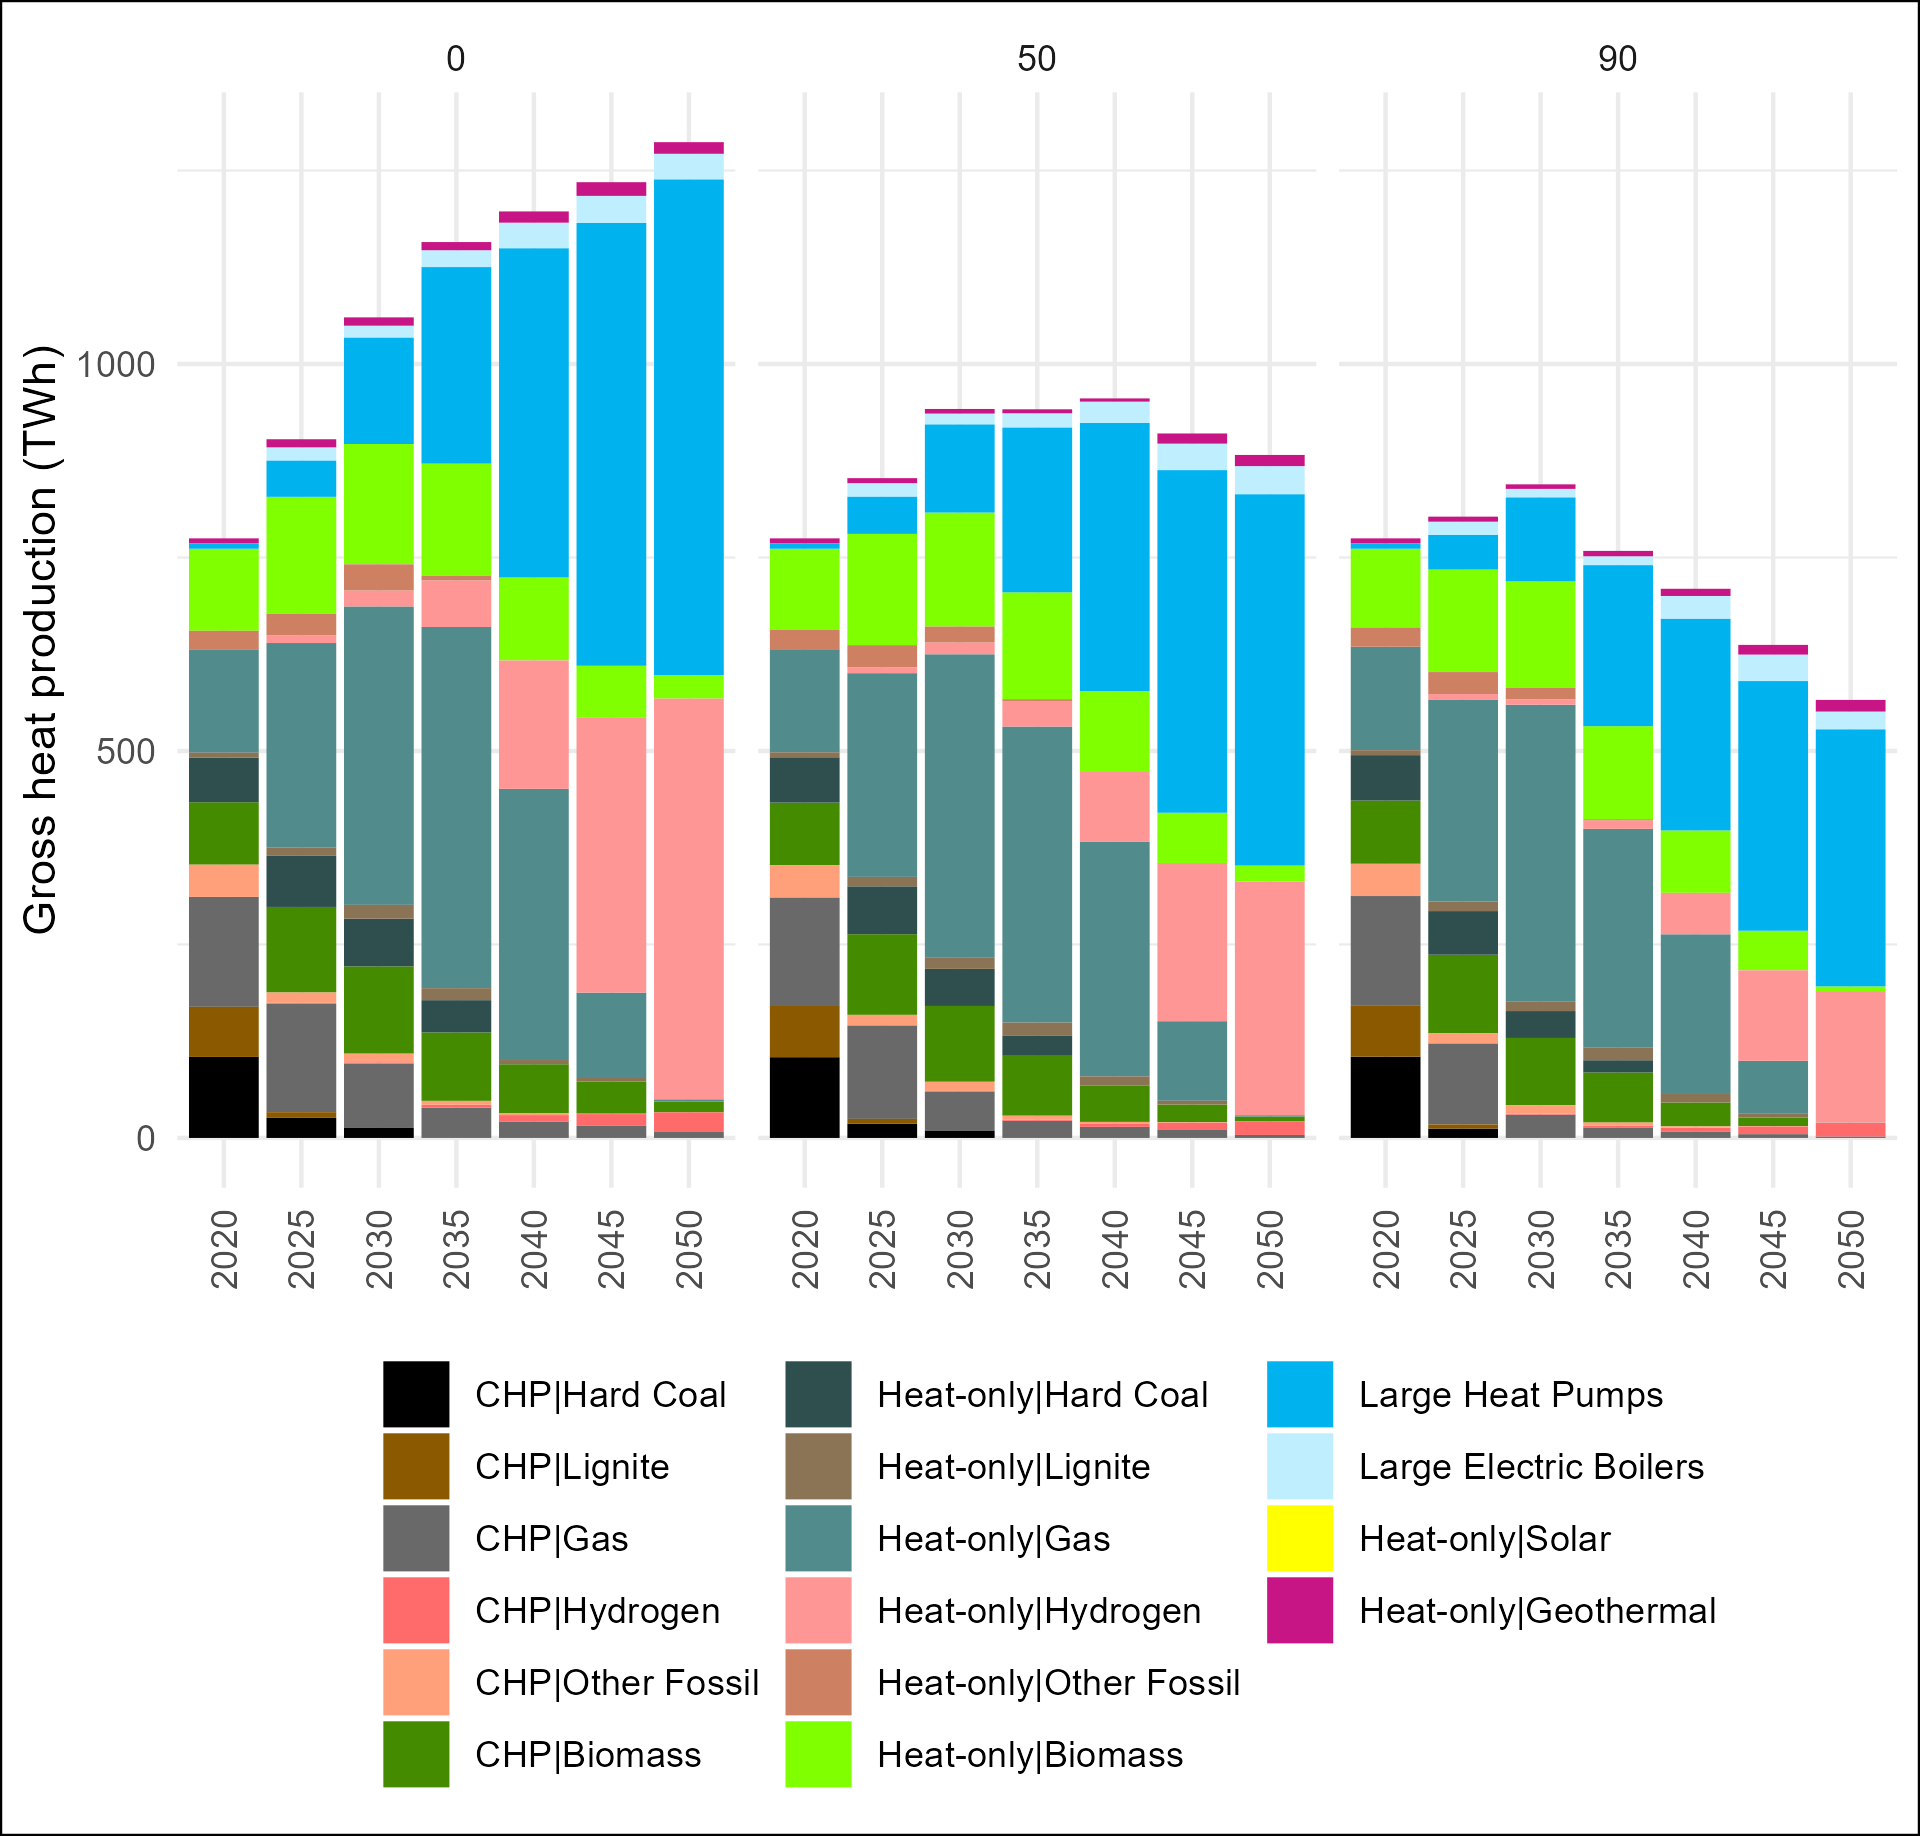 0 50 90
Gross heat production (TWh)
1000
500
0
2020 2025 2030 2035 2040 2045 2050 2020 2025 2030 2035 2040 2045 2050 2020 2025 2030 2035 2040 2045 2050
CHP|Hard Coal Heat-only|Hard Coal Large Heat Pumps
CHP|Lignite Heat-only|Lignite Large Electric Boilers
CHP|Gas Heat-only|Gas Heat-only|Solar
CHP|Hydrogen Heat-only|Hydrogen Heat-only|Geothermal
CHP|Other Fossil Heat-only|Other Fossil
CHP|Biomass Heat-only|Biomass